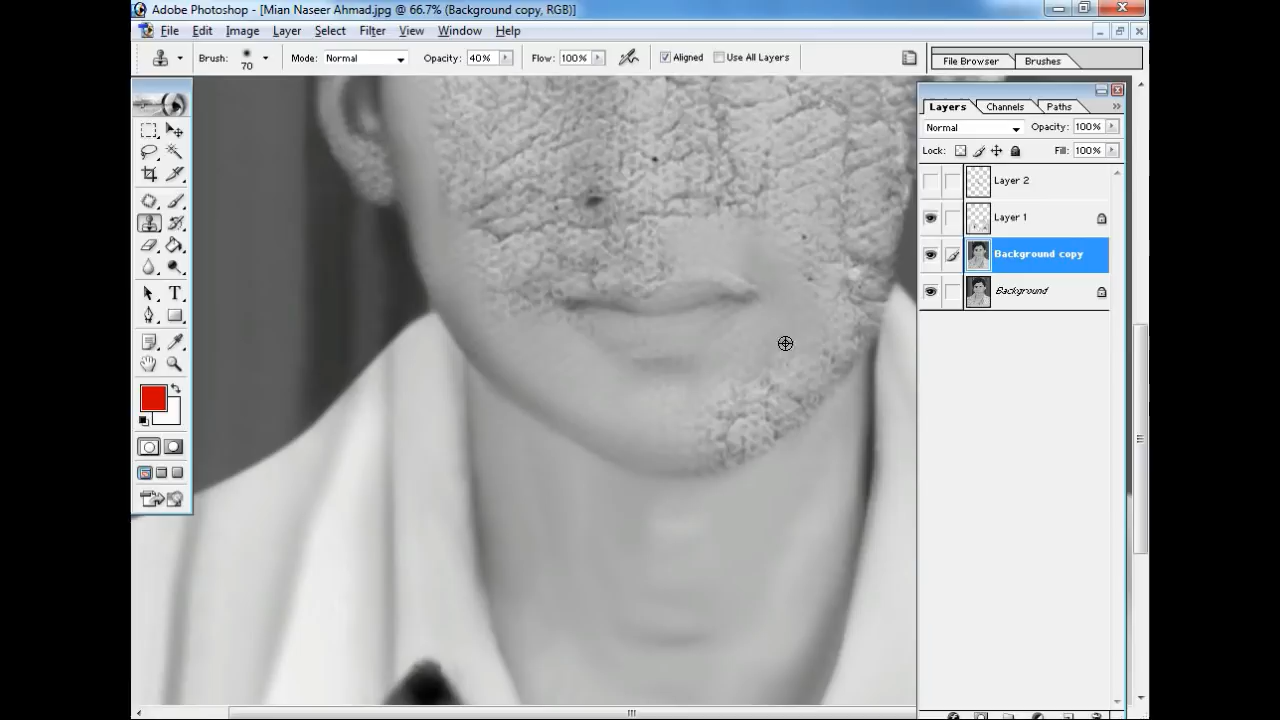 Adobe Photoshop - [Mian Naseer Ahmad.jpg @ 66.7% (Background copy, RGB)]
File Edit Image Layer Select Filter View Window Help
Brush: 70 Mode: Normal Opacity: 40% Flow: 100% Aligned Use All Layers File Browser Brushes
Layers Channels Paths
Normal Opacity: 100%
Lock: Fill: 100%
Layer 2
Layer 1
Background copy
Background